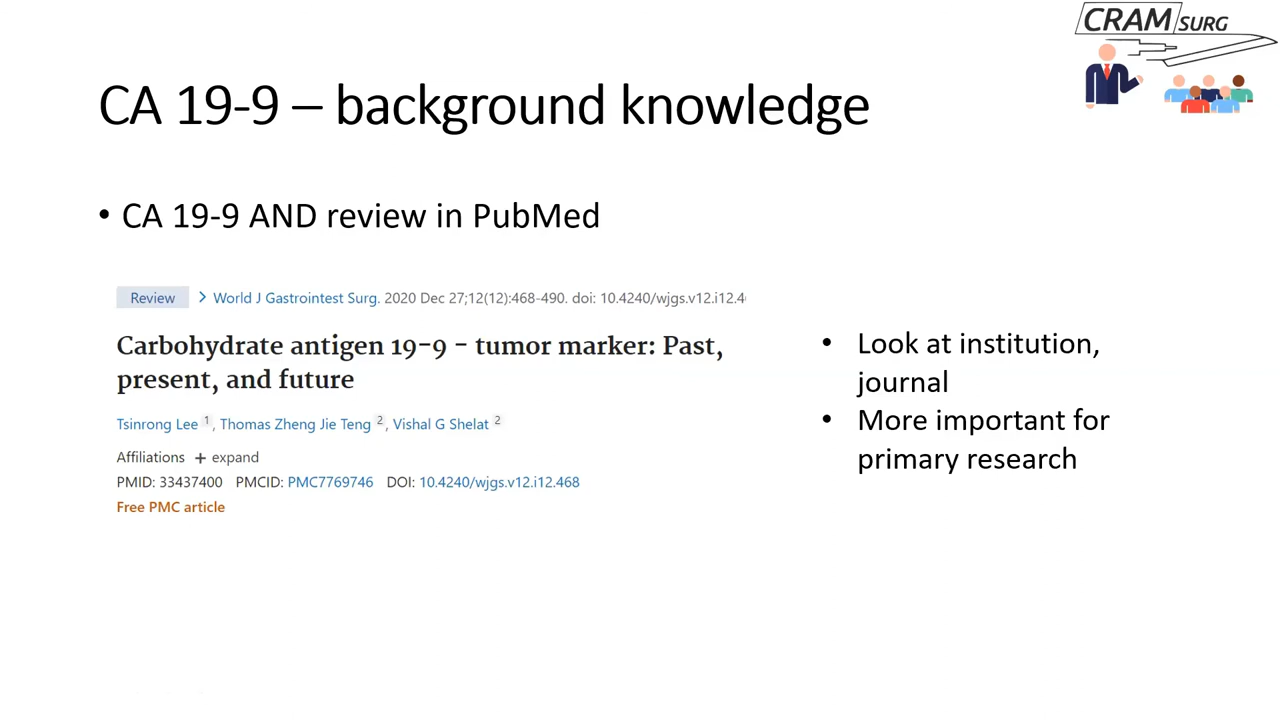 CRAMSURG
CA 19-9 – background knowledge
• CA 19-9 AND review in PubMed
Review > World J Gastrointest Surg. 2020 Dec 27;12(12):468-490. doi: 10.4240/wjgs.v12.i12.4
Carbohydrate antigen 19-9 - tumor marker: Past,
present, and future
Tsinrong Lee 1, Thomas Zheng Jie Teng 2, Vishal G Shelat 2
Affiliations + expand
PMID: 33437400 PMCID: PMC7769746 DOI: 10.4240/wjgs.v12.i12.468
Free PMC article
• Look at institution,
journal
• More important for
primary research